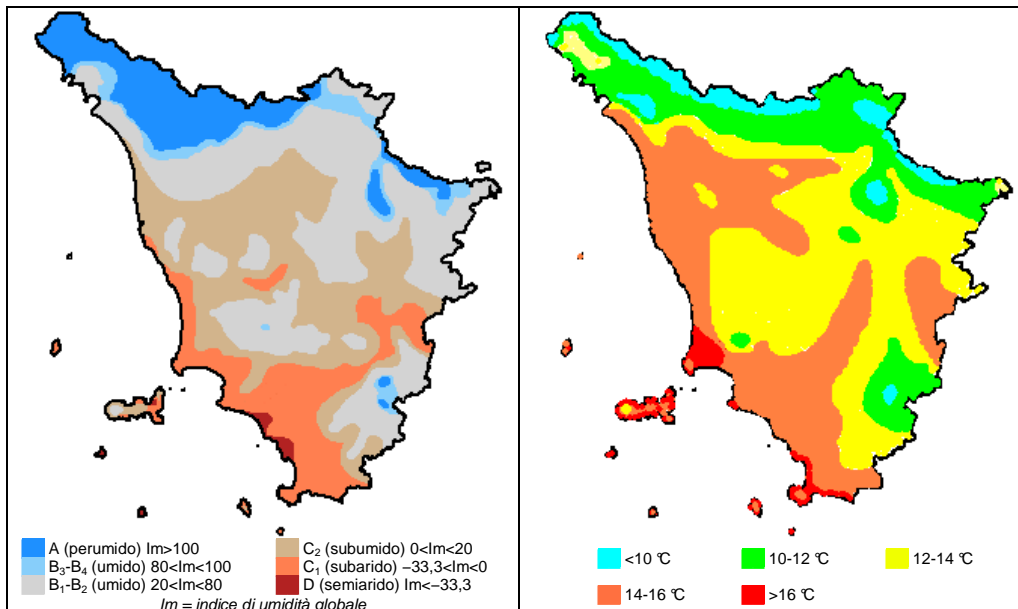 A (perumido) Im>100
B₃-B₄ (umido) 80<Im<100
B₁-B₂ (umido) 20<Im<80
C₂ (subumido) 0<Im<20
C₁ (subarido) −33,3<Im<0
D (semiarido) Im<−33,3
Im = indice di umidità globale
<10 °C
10-12 °C
12-14 °C
14-16 °C
>16 °C